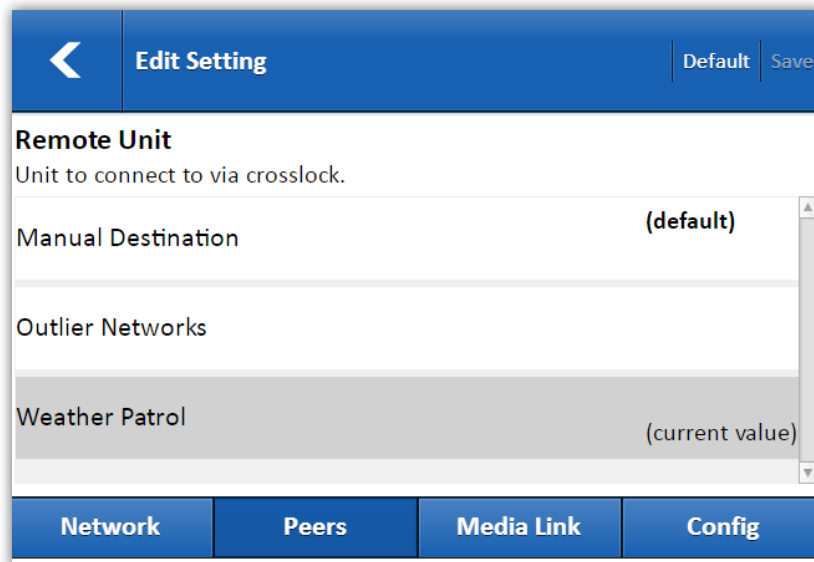 Edit Setting
Default
Save
Remote Unit
Unit to connect to via crosslock.
Manual Destination
(default)
Outlier Networks
Weather Patrol
(current value)
Network
Peers
Media Link
Config